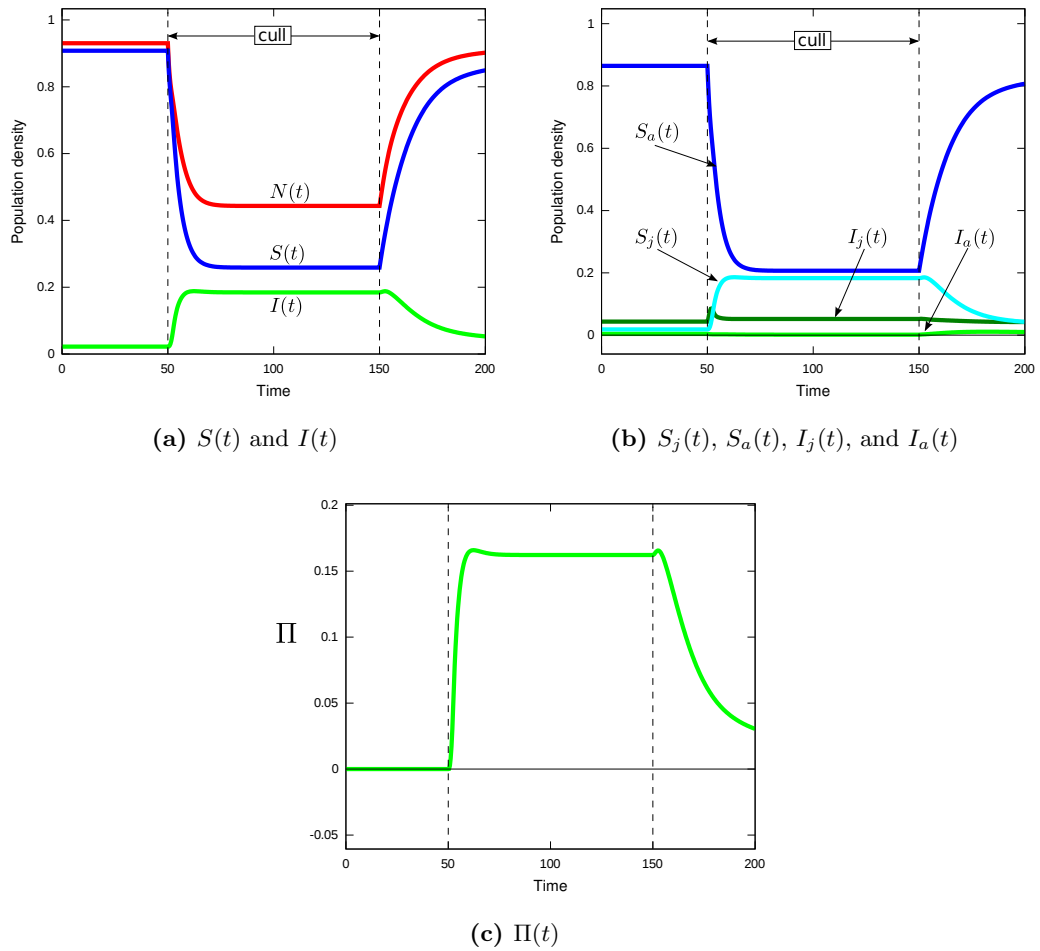 1
0.8
0.6
0.4
0.2
0
Population density
cull
N(t)
S(t)
I(t)
0 50 100 150 200
Time
(a) S(t) and I(t)
1
0.8
0.6
0.4
0.2
0
Population density
cull
S_a(t)
S_j(t)
I_j(t)
I_a(t)
0 50 100 150 200
Time
(b) S_j(t), S_a(t), I_j(t), and I_a(t)
0.2
0.15
0.1
0.05
0
-0.05
Π
0 50 100 150 200
Time
(c) Π(t)